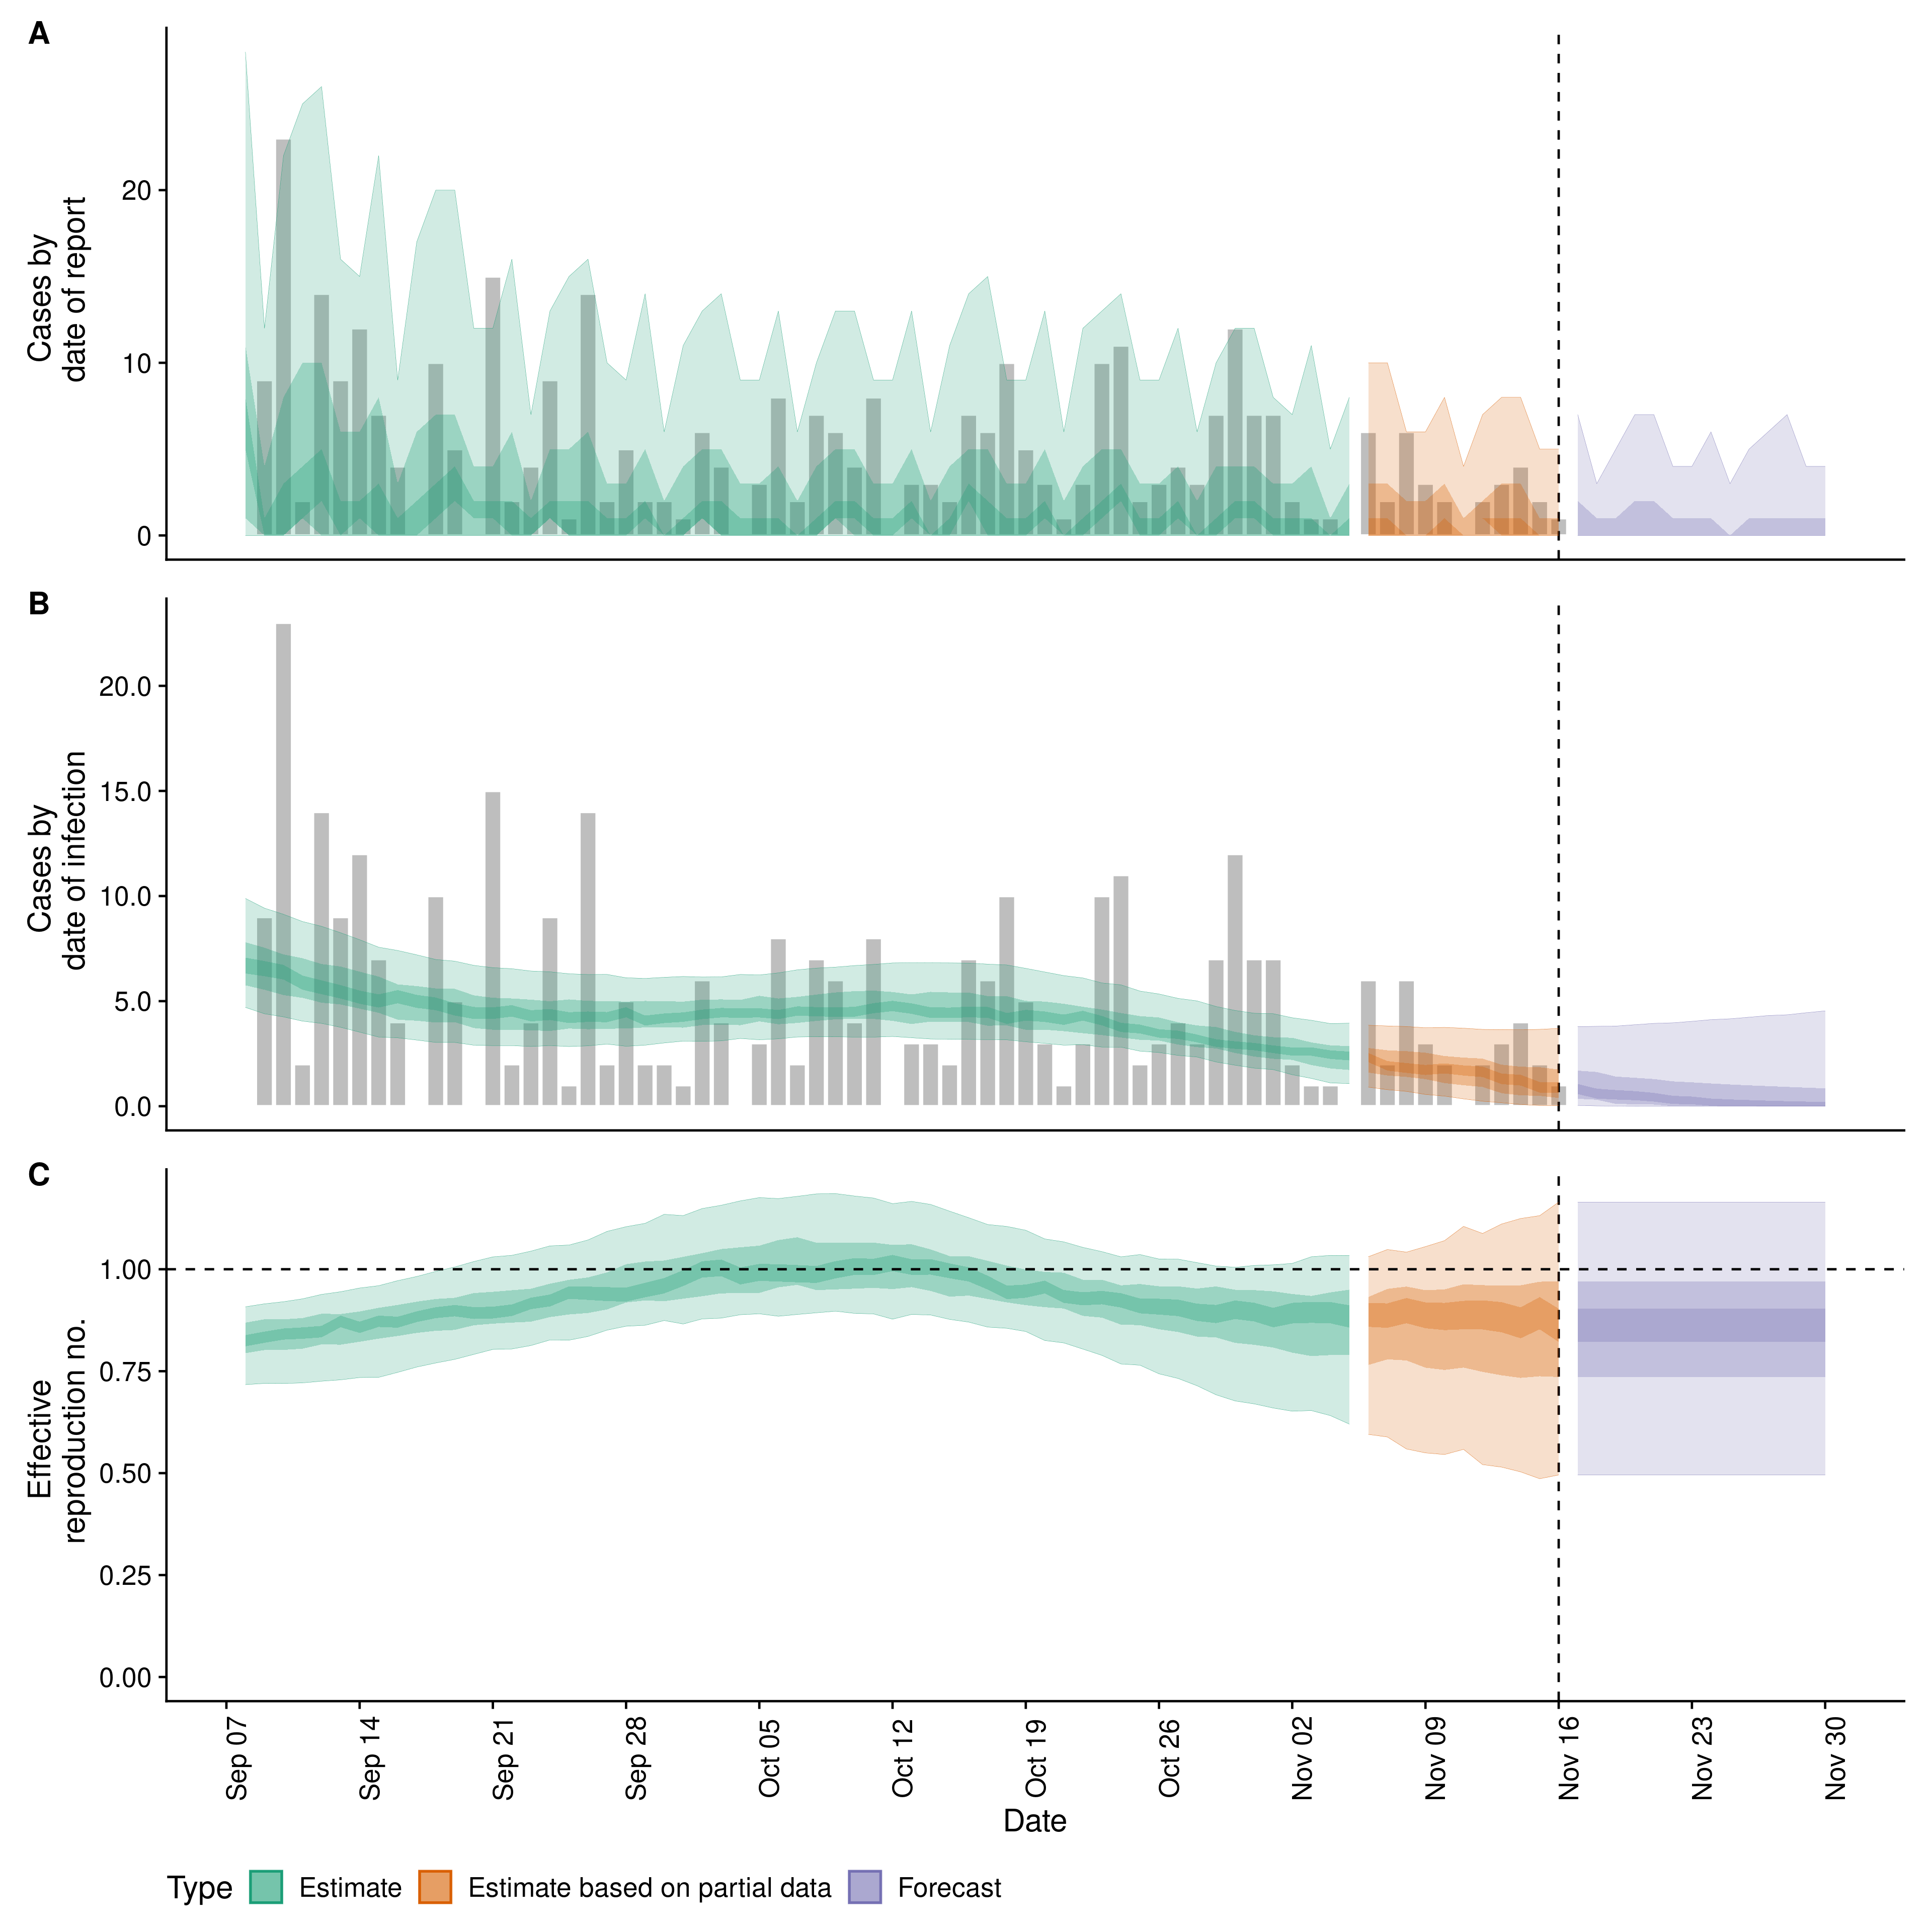 A
Cases by
date of report
20
10
0
B
Cases by
date of infection
20.0
15.0
10.0
5.0
0.0
C
Effective
reproduction no.
1.00
0.75
0.50
0.25
0.00
Sep 07
Sep 14
Sep 21
Sep 28
Oct 05
Oct 12
Oct 19
Oct 26
Nov 02
Nov 09
Nov 16
Nov 23
Nov 30
Date
Type Estimate Estimate based on partial data Forecast